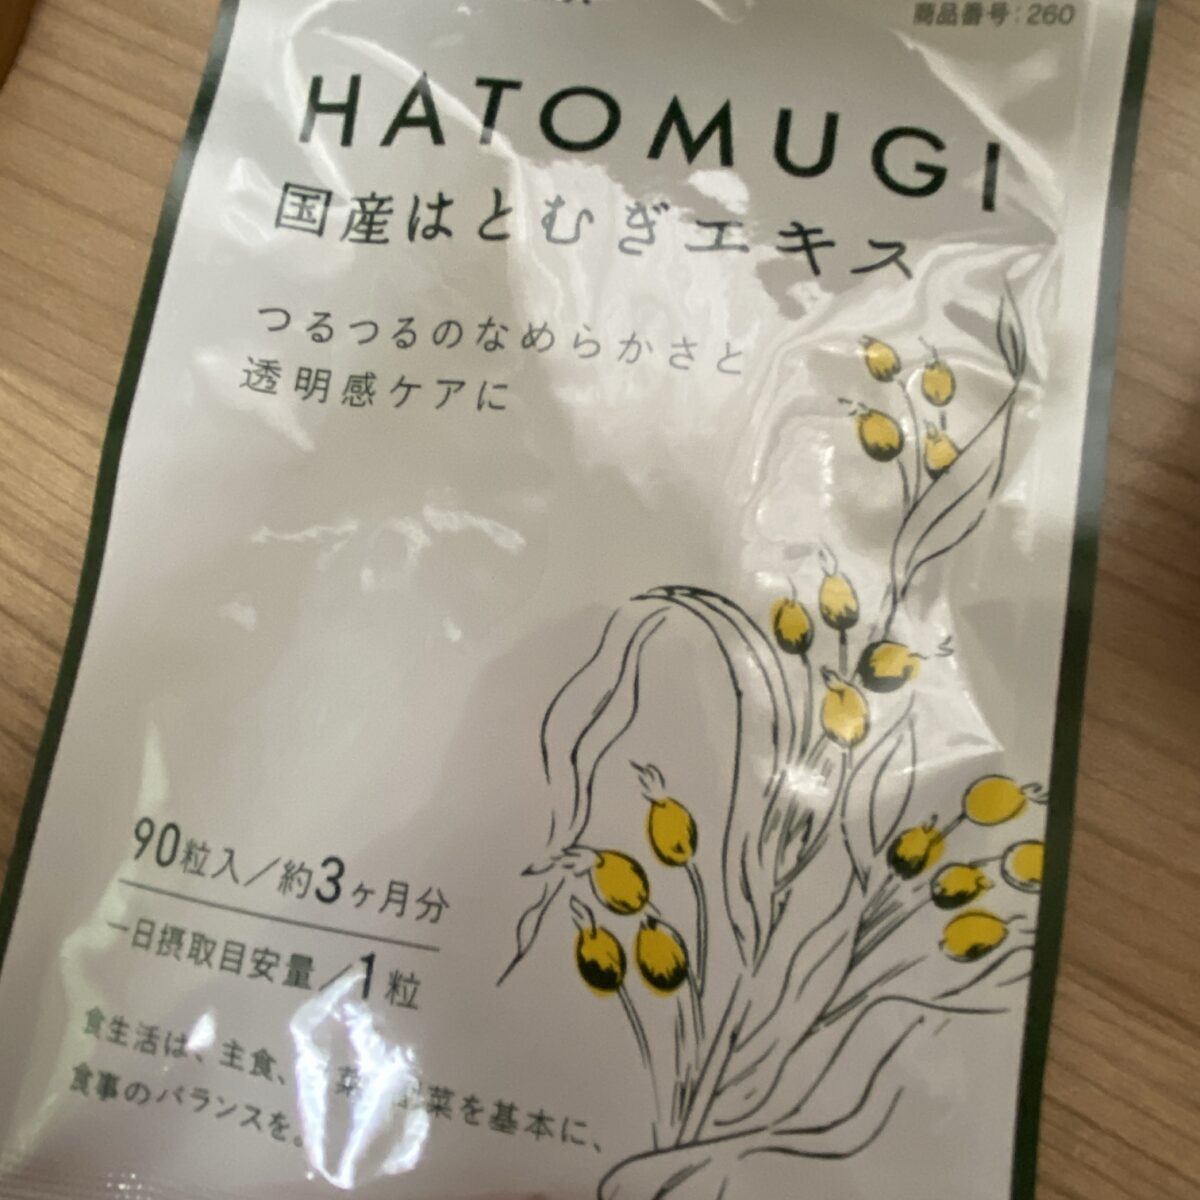 商品番号：260
HATOMUGI
国産はとむぎエキス
つるつるのなめらかさと
透明感ケアに
90粒入／約3ヶ月分
一日摂取目安量／1粒
食生活は、主食、菜、菜を基本に、
食事のバランスを。